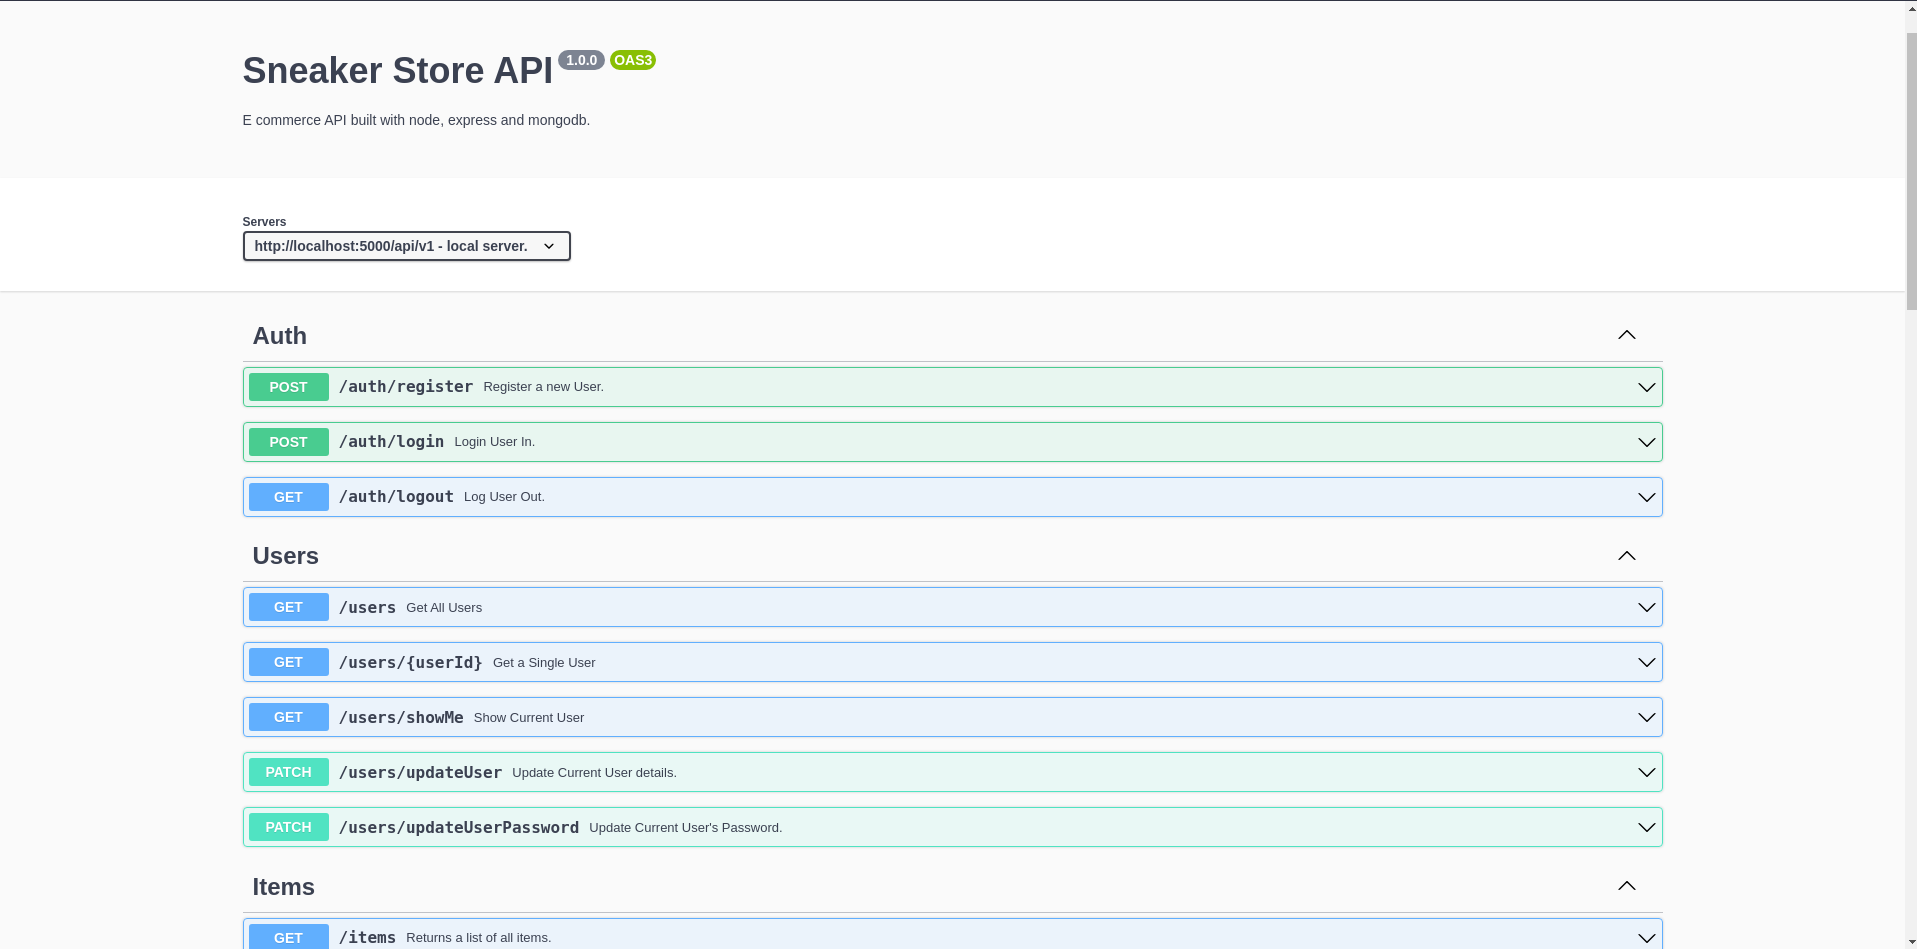 Sneaker Store API 1.0.0 OAS3
E commerce API built with node, express and mongodb.
Servers
http://localhost:5000/api/v1 - local server.
Auth
POST /auth/register Register a new User.
POST /auth/login Login User In.
GET /auth/logout Log User Out.
Users
GET /users Get All Users
GET /users/{userId} Get a Single User
GET /users/showMe Show Current User
PATCH /users/updateUser Update Current User details.
PATCH /users/updateUserPassword Update Current User's Password.
Items
GET /items Returns a list of all items.